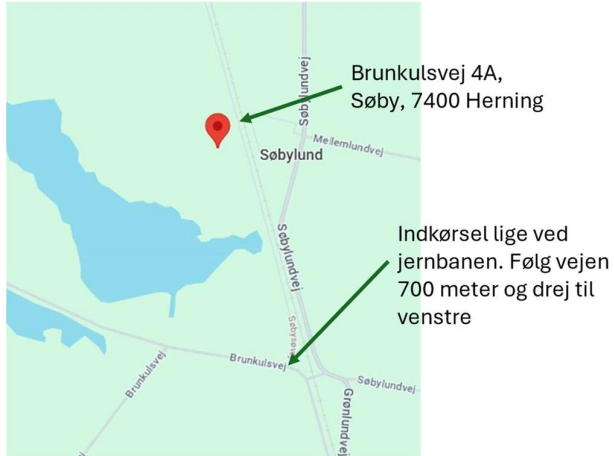 Brunkulsvej 4A,
Søby, 7400 Herning
Søbylundvej
Mellemlundvej
Søbylund
Indkørsel lige ved
jernbanen. Følg vejen
700 meter og drej til
venstre
Søbylundvej
Brunkulsvej
Brunkulsvej
Søbylundvej
Grønlundvej